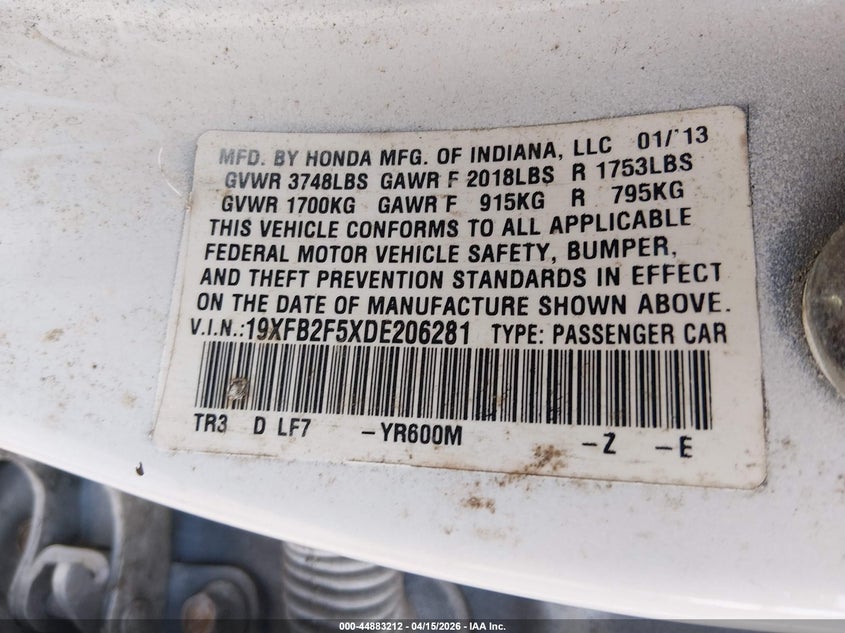 MFD. BY HONDA MFG. OF INDIANA, LLC 01/'13
GVWR 3748LBS GAWR F 2018LBS R 1753LBS
GVWR 1700KG GAWR F 915KG R 795KG
THIS VEHICLE CONFORMS TO ALL APPLICABLE
FEDERAL MOTOR VEHICLE SAFETY, BUMPER,
AND THEFT PREVENTION STANDARDS IN EFFECT
ON THE DATE OF MANUFACTURE SHOWN ABOVE.
V.I.N.:19XFB2F5XDE206281 TYPE: PASSENGER CAR
TR3 D LF7 -YR600M -Z -E
000-44883212 - 04/15/2026 - IAA Inc.